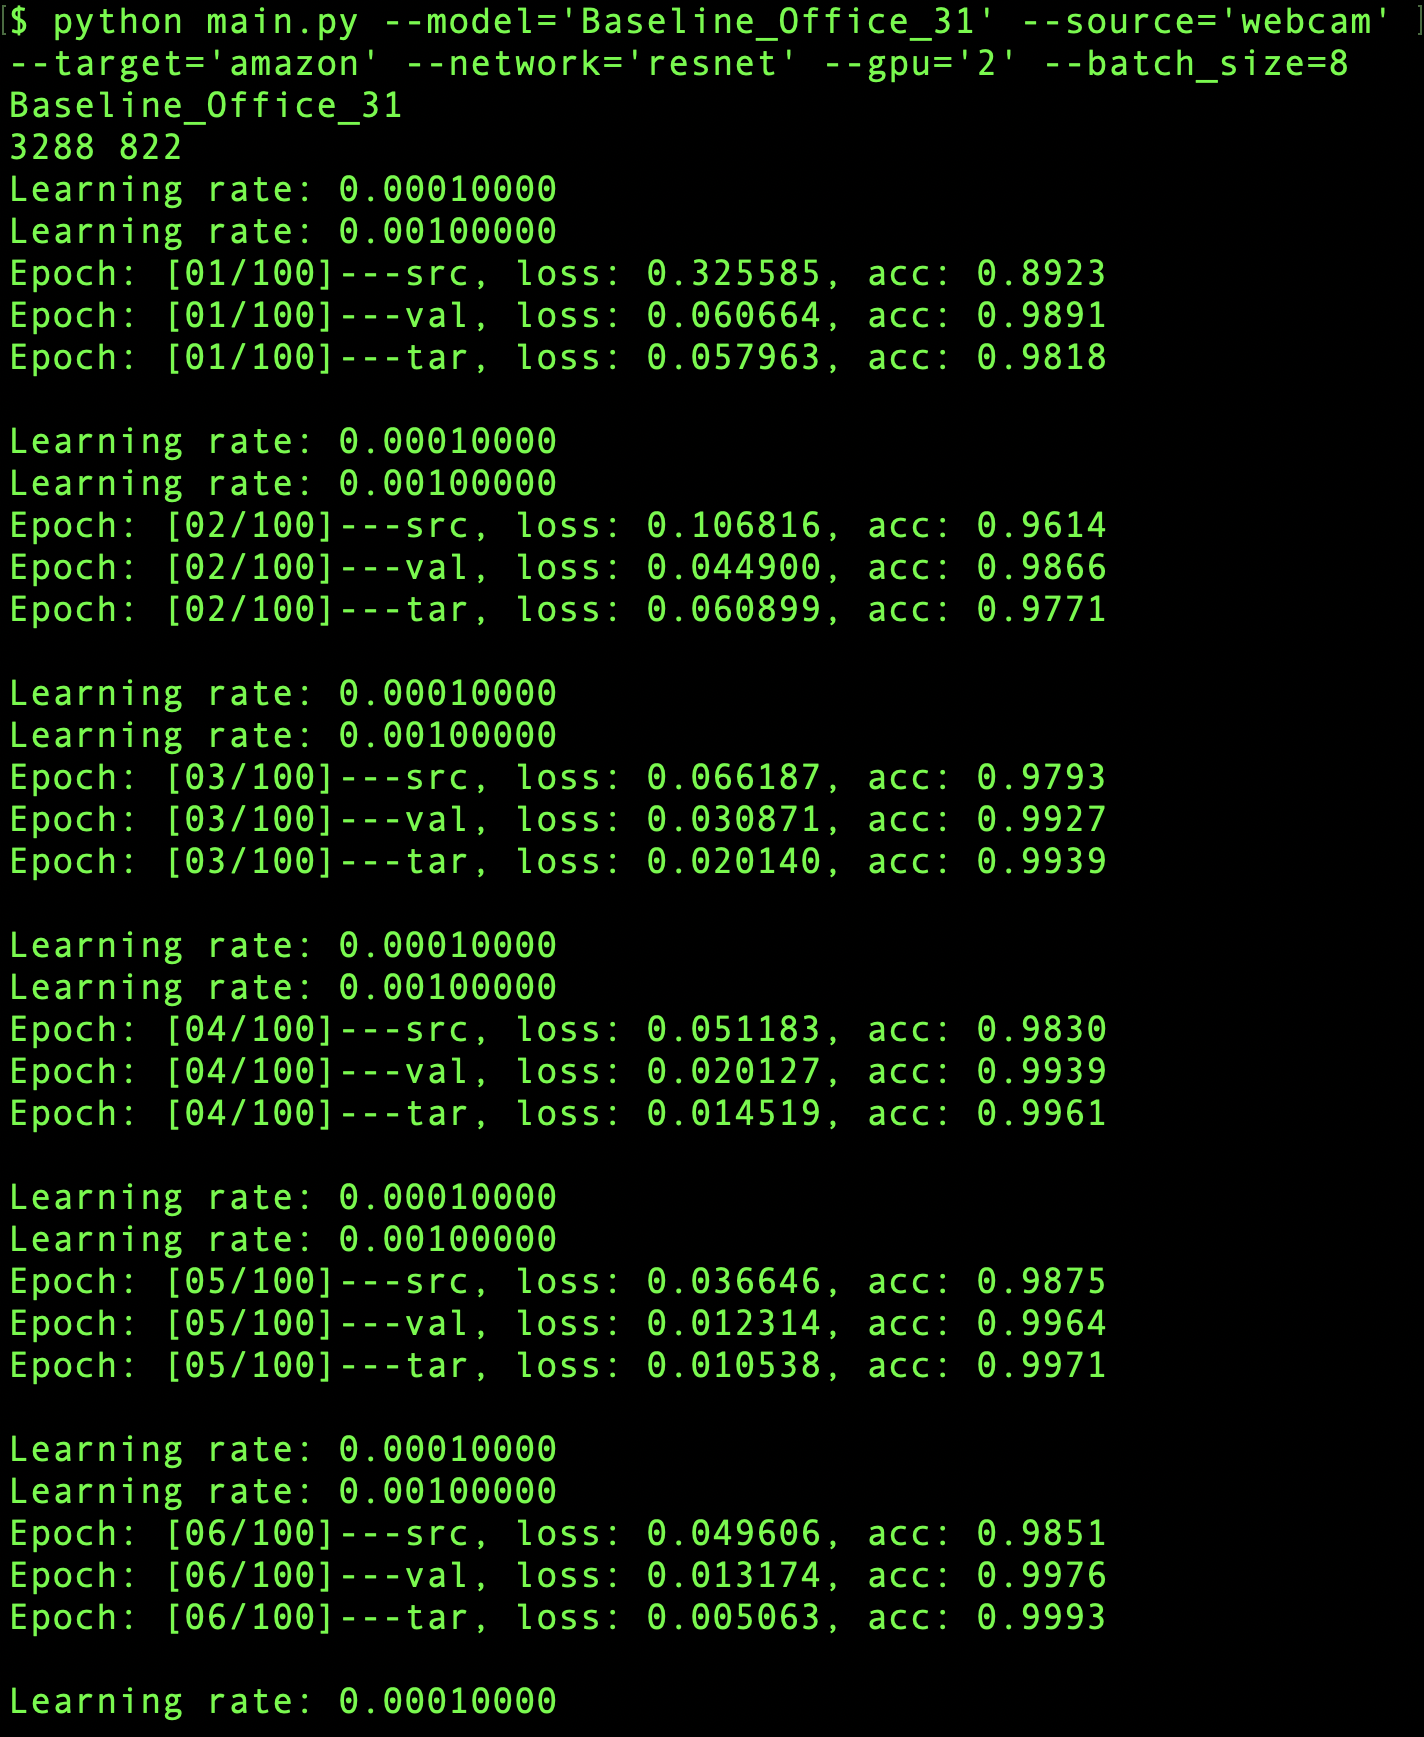 [$ python main.py --model='Baseline_Office_31' --source='webcam' ]
--target='amazon' --network='resnet' --gpu='2' --batch_size=8
Baseline_Office_31
3288 822
Learning rate: 0.00010000
Learning rate: 0.00100000
Epoch: [01/100]---src, loss: 0.325585, acc: 0.8923
Epoch: [01/100]---val, loss: 0.060664, acc: 0.9891
Epoch: [01/100]---tar, loss: 0.057963, acc: 0.9818
Learning rate: 0.00010000
Learning rate: 0.00100000
Epoch: [02/100]---src, loss: 0.106816, acc: 0.9614
Epoch: [02/100]---val, loss: 0.044900, acc: 0.9866
Epoch: [02/100]---tar, loss: 0.060899, acc: 0.9771
Learning rate: 0.00010000
Learning rate: 0.00100000
Epoch: [03/100]---src, loss: 0.066187, acc: 0.9793
Epoch: [03/100]---val, loss: 0.030871, acc: 0.9927
Epoch: [03/100]---tar, loss: 0.020140, acc: 0.9939
Learning rate: 0.00010000
Learning rate: 0.00100000
Epoch: [04/100]---src, loss: 0.051183, acc: 0.9830
Epoch: [04/100]---val, loss: 0.020127, acc: 0.9939
Epoch: [04/100]---tar, loss: 0.014519, acc: 0.9961
Learning rate: 0.00010000
Learning rate: 0.00100000
Epoch: [05/100]---src, loss: 0.036646, acc: 0.9875
Epoch: [05/100]---val, loss: 0.012314, acc: 0.9964
Epoch: [05/100]---tar, loss: 0.010538, acc: 0.9971
Learning rate: 0.00010000
Learning rate: 0.00100000
Epoch: [06/100]---src, loss: 0.049606, acc: 0.9851
Epoch: [06/100]---val, loss: 0.013174, acc: 0.9976
Epoch: [06/100]---tar, loss: 0.005063, acc: 0.9993
Learning rate: 0.00010000